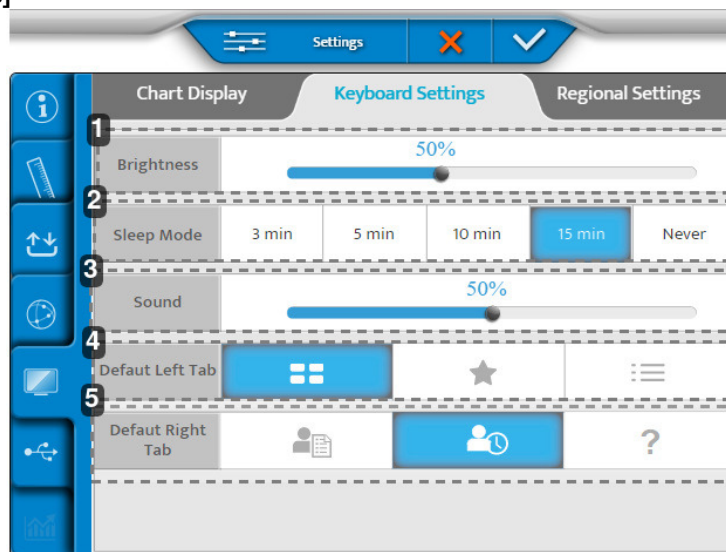 Settings
Chart Display
Keyboard Settings
Regional Settings
1
Brightness
50%
2
Sleep Mode
3 min
5 min
10 min
15 min
Never
3
Sound
50%
4
Defaut Left Tab
5
Defaut Right
Tab
?